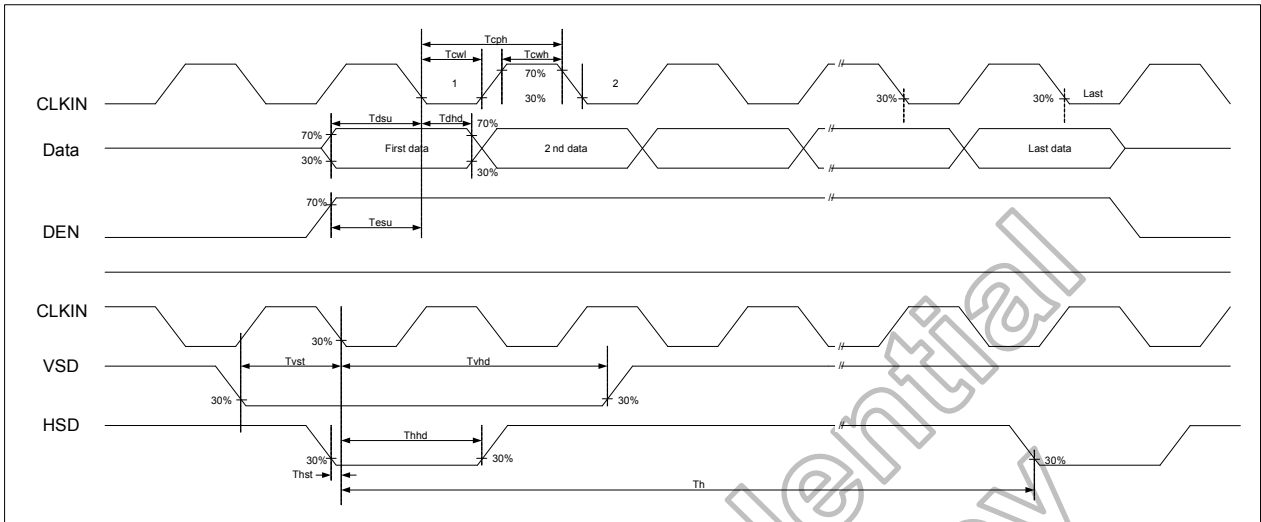 Tcph
Tcwl Tcwh
CLKIN 1 70% 30% 2 // 30% 30% Last
Tdsu Tdhd
Data 70% 30% First data 70% 30% 2 nd data // Last data
DEN 70% Tesu //
CLKIN 30% //
VSD 30% Tvst Tvhd 30% //
HSD 30% Thhd 30% // 30%
Thst
Th